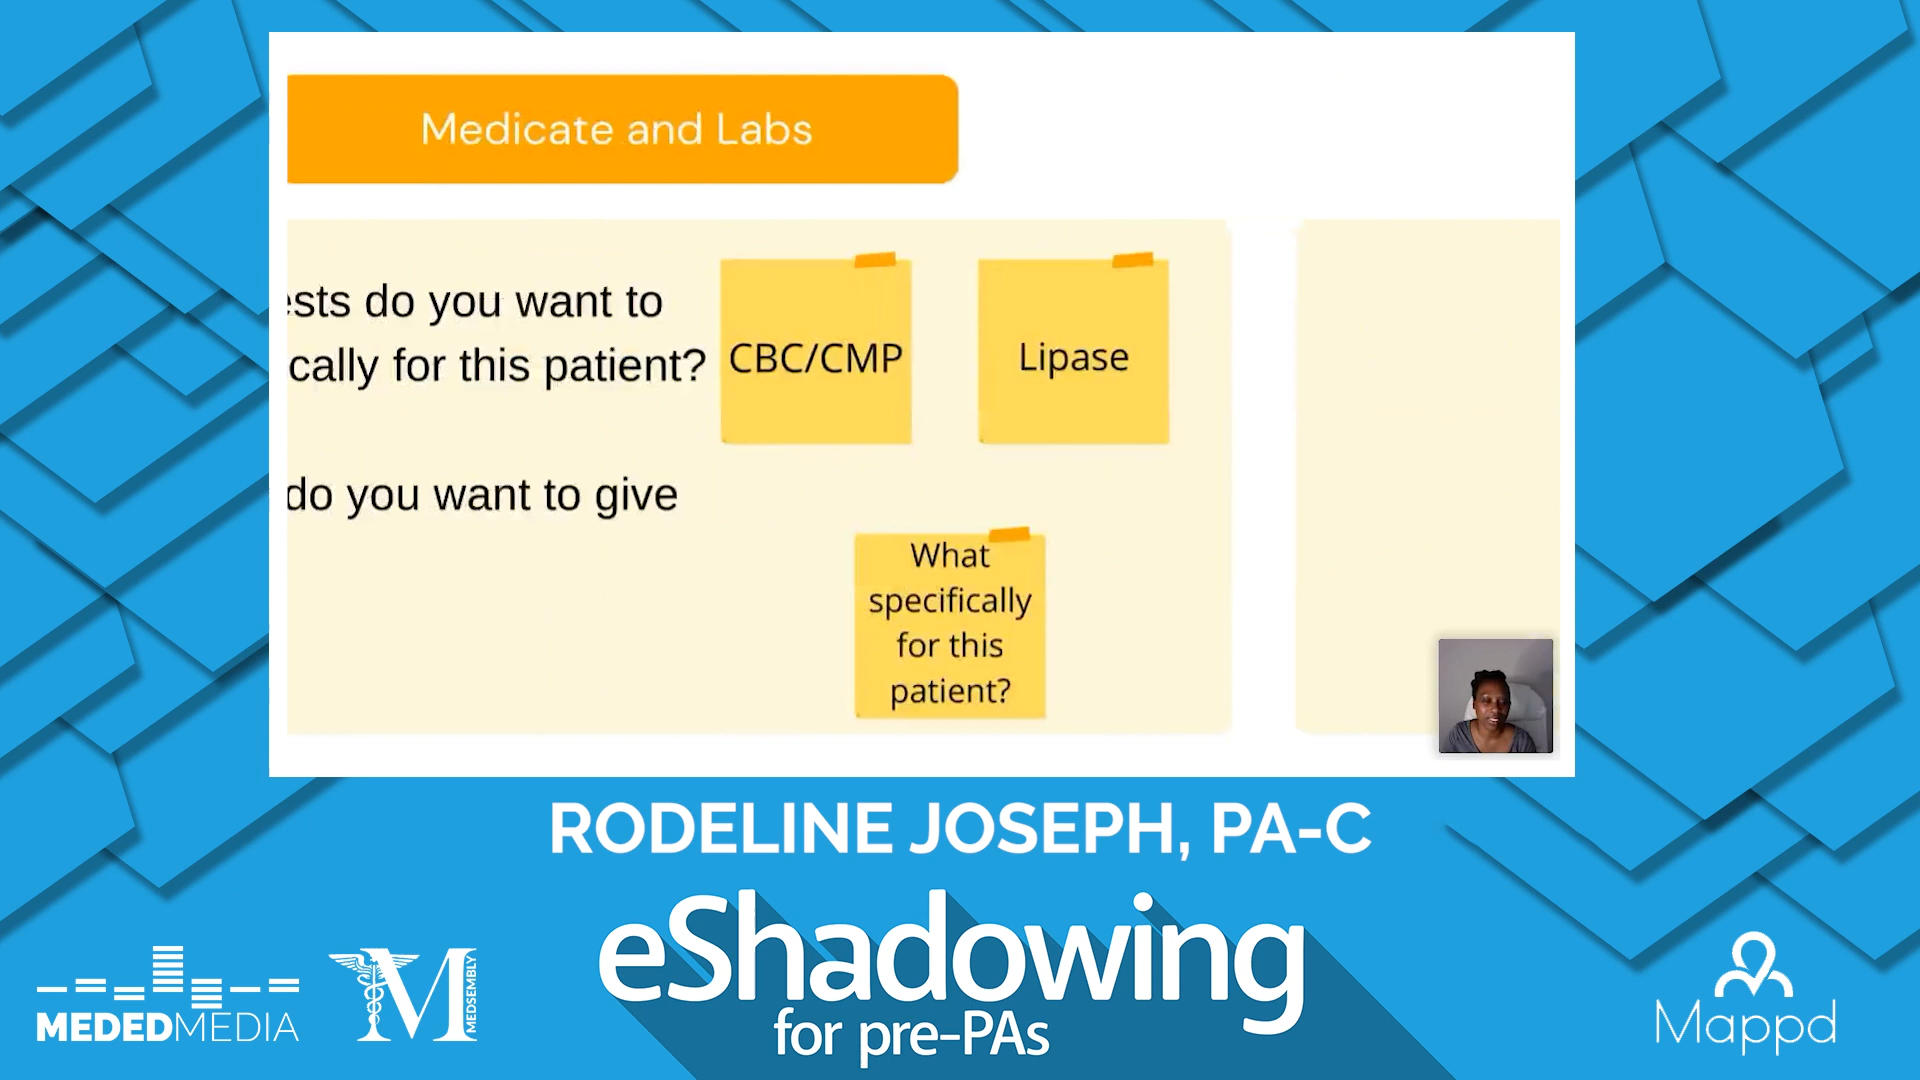 Medicate and Labs
ests do you want to
cally for this patient?
CBC/CMP
Lipase
do you want to give
What
specifically
for this
patient?
RODELINE JOSEPH, PA-C
eShadowing
for pre-PAs
MEDEDMEDIA
M
MEDSEMBLY
Mappd